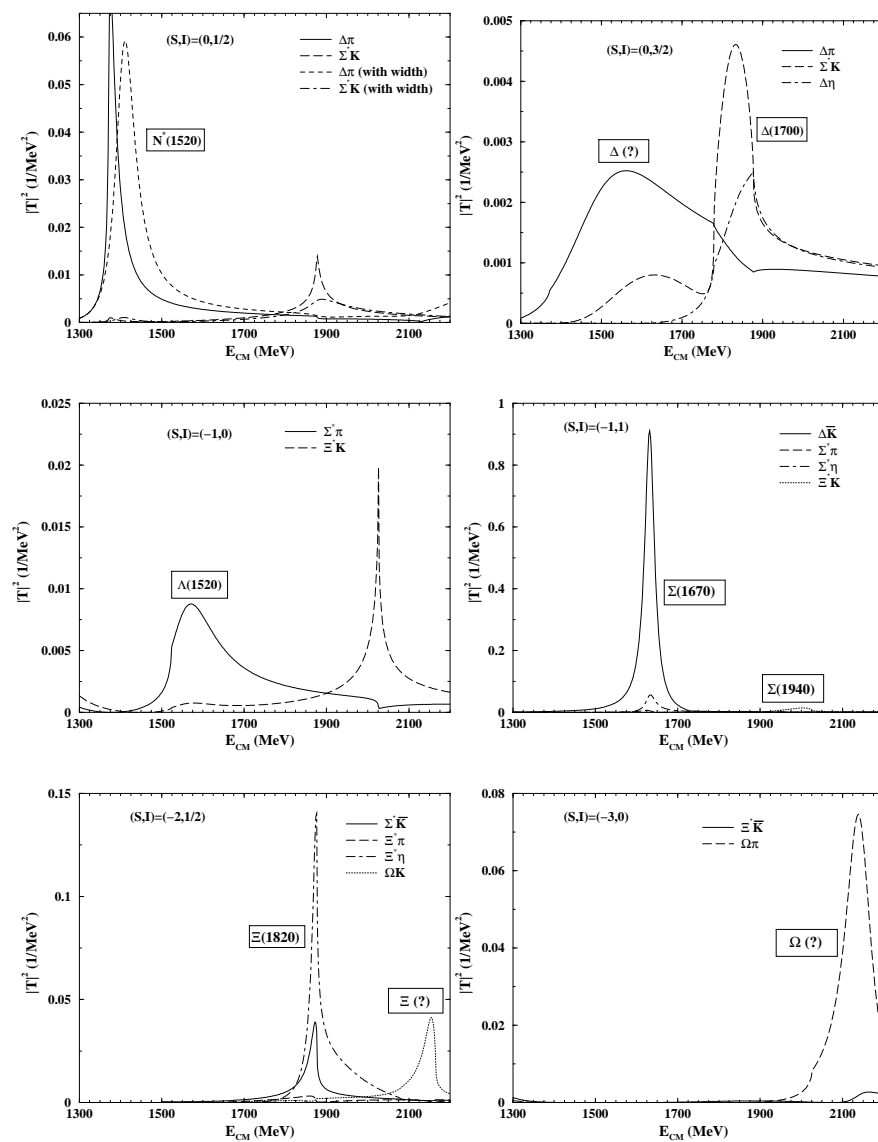 (S,I)=(0,1/2)
Δπ
Σ*K
Δπ (with width)
Σ*K (with width)
N*(1520)
0.06
0.05
0.04
0.03
0.02
0.01
0
|T|² (1/MeV²)
1300 1500 1700 1900 2100
E_CM (MeV)
(S,I)=(0,3/2)
Δπ
Σ*K
Δη
Δ (?)
Δ(1700)
0.005
0.004
0.003
0.002
0.001
0
|T|² (1/MeV²)
1300 1500 1700 1900 2100
E_CM (MeV)
(S,I)=(−1,0)
Σ*π
Ξ*K
Λ(1520)
0.025
0.02
0.015
0.01
0.005
0
|T|² (1/MeV²)
1300 1500 1700 1900 2100
E_CM (MeV)
(S,I)=(−1,1)
ΔK̅
Σ*π
Σ*η
Ξ*K
Σ(1670)
Σ(1940)
1
0.8
0.6
0.4
0.2
0
|T|² (1/MeV²)
1300 1500 1700 1900 2100
E_CM (MeV)
(S,I)=(−2,1/2)
Σ*K̅
Ξ*π
Ξ*η
ΩK
Ξ(1820)
Ξ (?)
0.15
0.1
0.05
0
|T|² (1/MeV²)
1300 1500 1700 1900 2100
E_CM (MeV)
(S,I)=(−3,0)
Ξ*K̅
Ωπ
Ω (?)
0.08
0.06
0.04
0.02
0
|T|² (1/MeV²)
1300 1500 1700 1900 2100
E_CM (MeV)